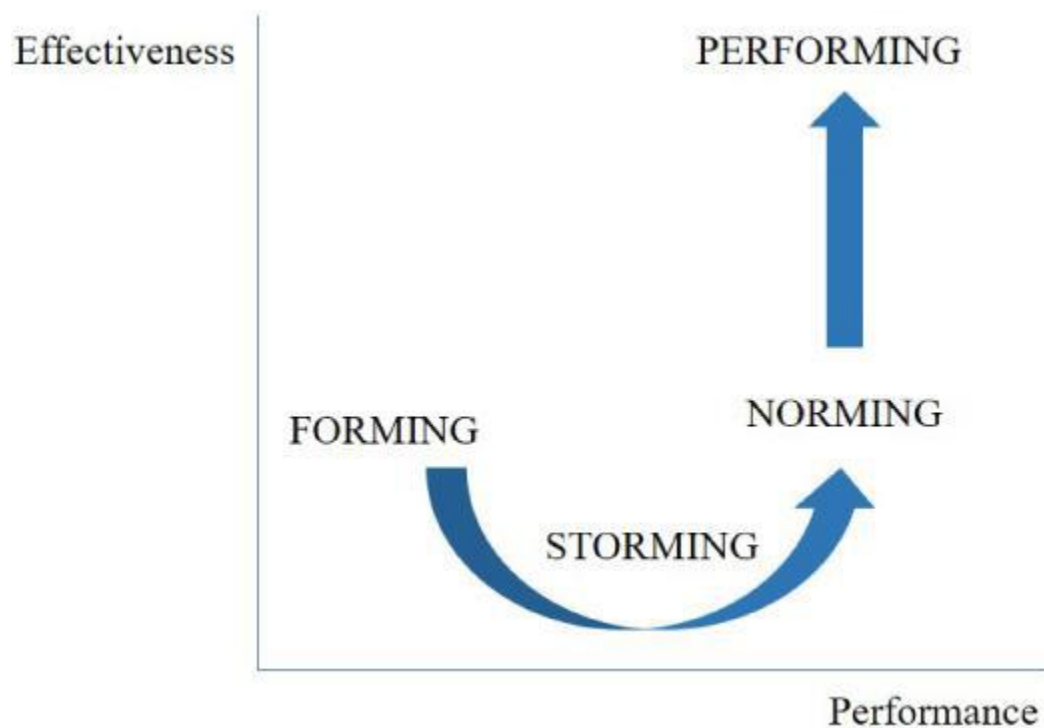 Effectiveness
PERFORMING
NORMING
FORMING
STORMING
Performance